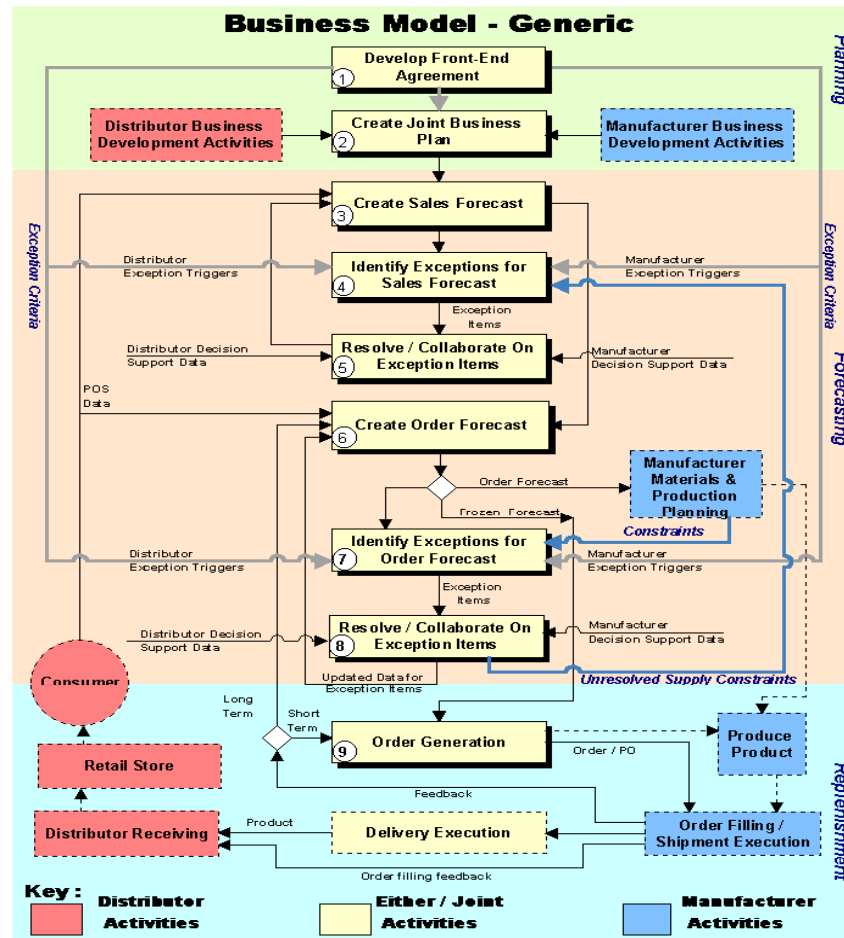 Business Model - Generic
Planning
Develop Front-End
Agreement
1
Distributor Business
Development Activities
Create Joint Business
Plan
2
Manufacturer Business
Development Activities
Create Sales Forecast
3
Exception Criteria
Exception Criteria
Distributor
Exception Triggers
Identify Exceptions for
Sales Forecast
4
Manufacturer
Exception Triggers
Exception
Items
Distributor Decision
Support Data
Resolve / Collaborate On
Exception Items
5
Manufacturer
Decision Support Data
Forecasting
POS
Data
Create Order Forecast
6
Order Forecast
Manufacturer
Materials &
Production
Planning
Frozen Forecast
Constraints
Distributor
Exception Triggers
Identify Exceptions for
Order Forecast
7
Manufacturer
Exception Triggers
Exception
Items
Distributor Decision
Support Data
Resolve / Collaborate On
Exception Items
8
Manufacturer
Decision Support Data
Updated Data for
Exception Items
Unresolved Supply Constraints
Consumer
Long
Term
Short
Term
Order Generation
9
Order / PO
Produce
Product
Retail Store
Replenishment
Feedback
Distributor Receiving
Product
Delivery Execution
Order Filling /
Shipment Execution
Order filling feedback
Key :
Distributor
Activities
Either / Joint
Activities
Manufacturer
Activities